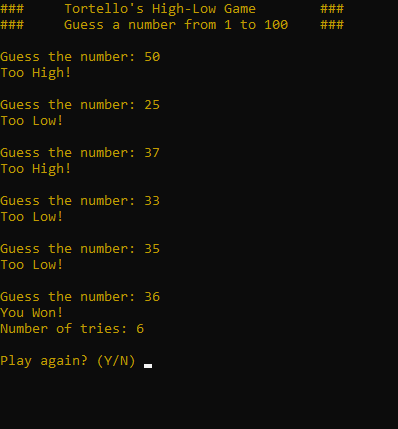 ###     Tortello's High-Low Game        ###
###     Guess a number from 1 to 100    ###
Guess the number: 50
Too High!
Guess the number: 25
Too Low!
Guess the number: 37
Too High!
Guess the number: 33
Too Low!
Guess the number: 35
Too Low!
Guess the number: 36
You Won!
Number of tries: 6
Play again? (Y/N)